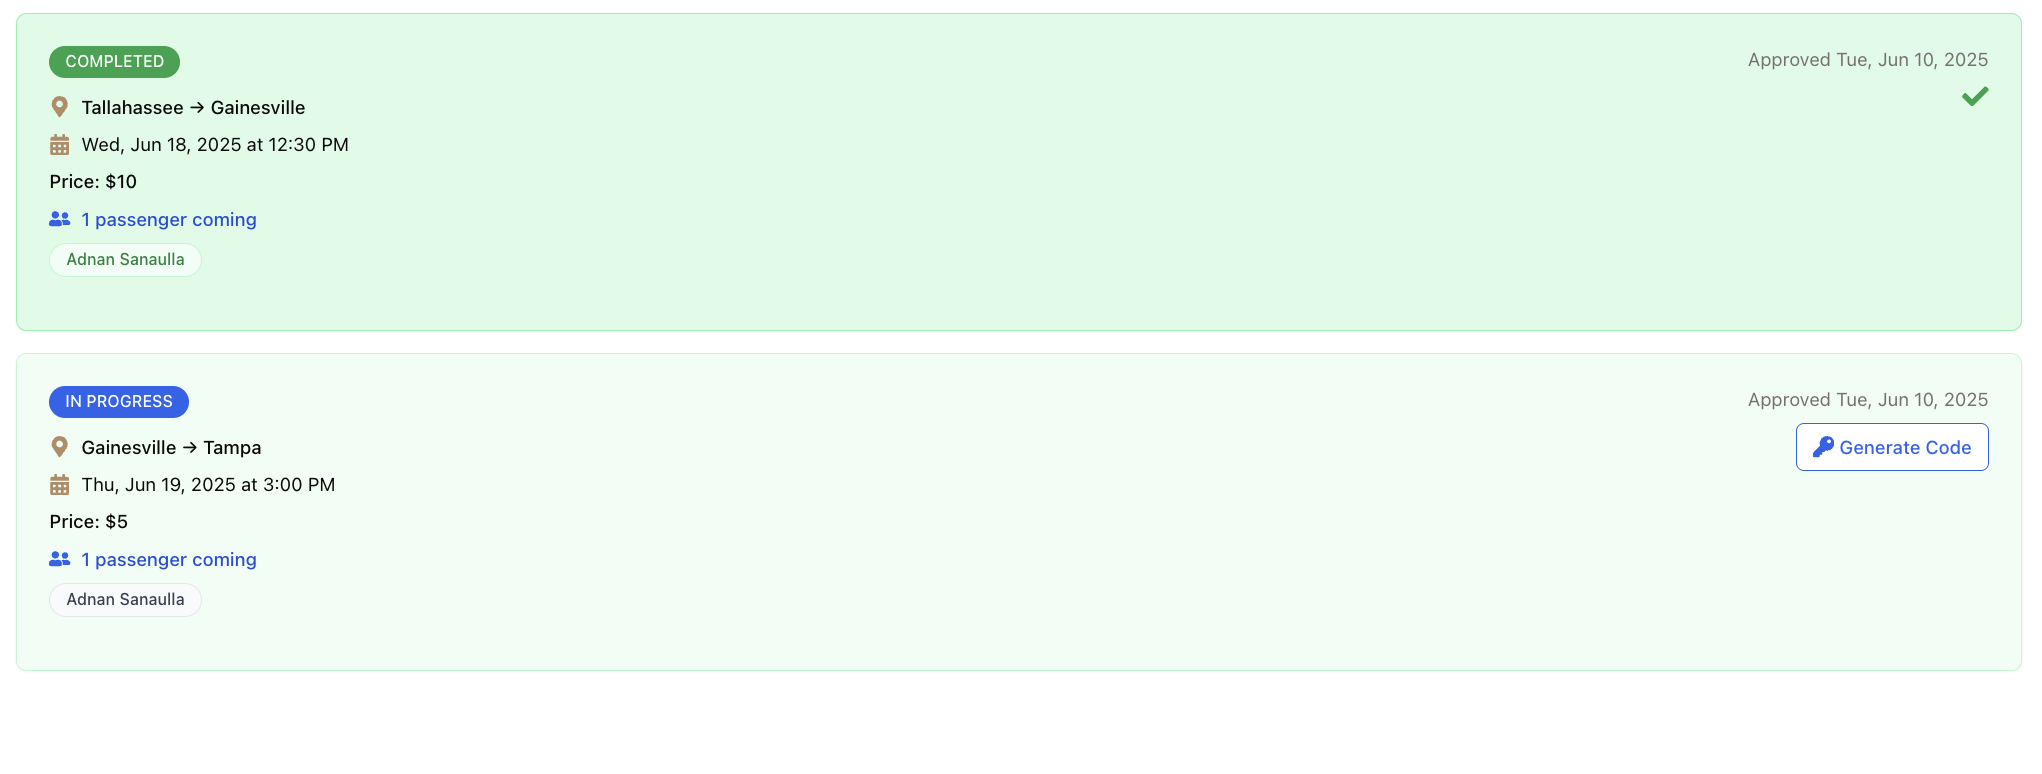 COMPLETED
Approved Tue, Jun 10, 2025
Tallahassee → Gainesville
Wed, Jun 18, 2025 at 12:30 PM
Price: $10
1 passenger coming
Adnan Sanaulla
IN PROGRESS
Approved Tue, Jun 10, 2025
Gainesville → Tampa
Generate Code
Thu, Jun 19, 2025 at 3:00 PM
Price: $5
1 passenger coming
Adnan Sanaulla